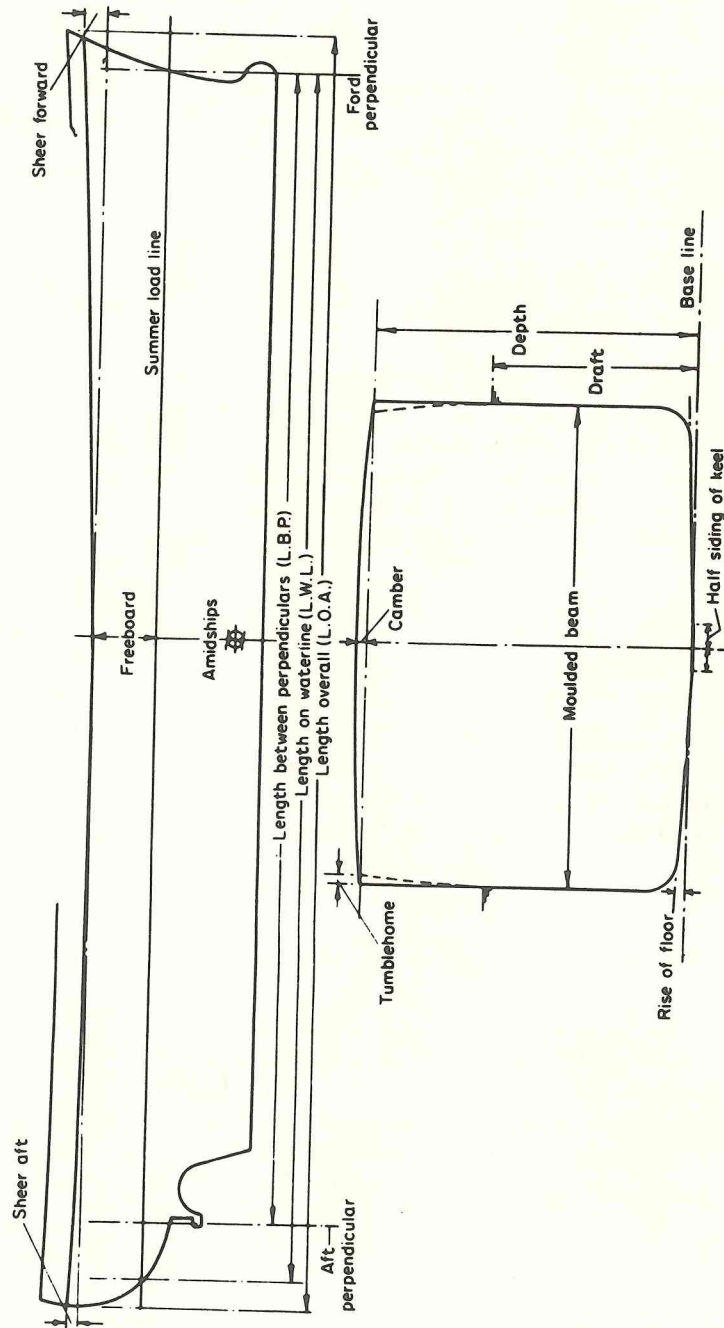 Sheer aft
Sheer forward
Freeboard
Summer load line
Amidships
Aft
perpendicular
Length between perpendiculars (L.B.P.)
Length on waterline (L.W.L.)
Length overall (L.O.A.)
Ford
perpendicular
Tumblehome
Camber
Depth
Draft
Moulded beam
Rise of floor
Base line
Half siding of keel